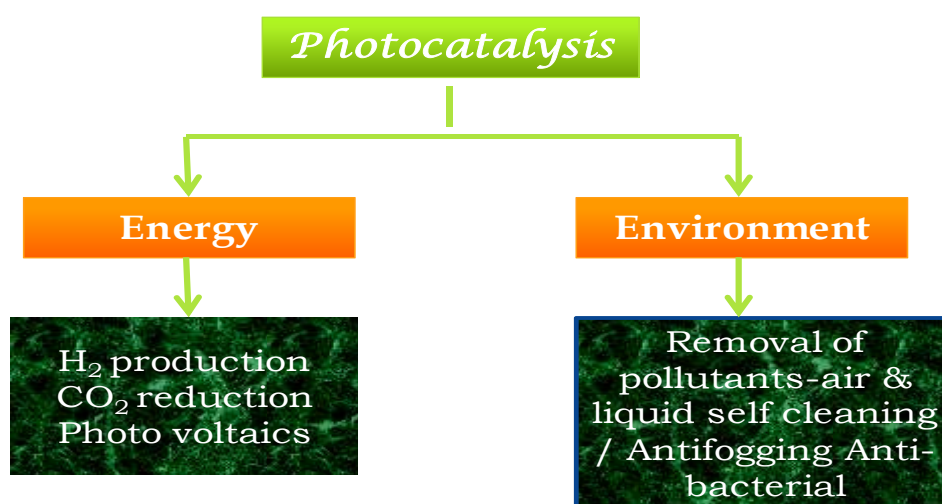 Photocatalysis
Energy
Environment
H₂ production
CO₂ reduction
Photo voltaics
Removal of
pollutants-air &
liquid self cleaning
/ Antifogging Anti-
bacterial